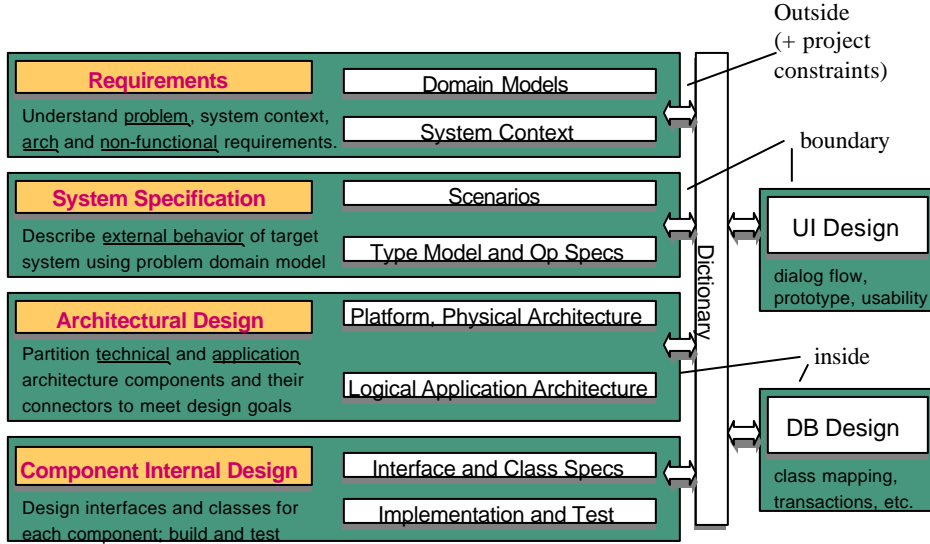 Outside
(+ project
constraints)
Requirements
Understand problem, system context,
arch and non-functional requirements.
Domain Models
System Context
boundary
System Specification
Describe external behavior of target
system using problem domain model
Scenarios
Type Model and Op Specs
Dictionary
UI Design
dialog flow,
prototype, usability
Architectural Design
Partition technical and application
architecture components and their
connectors to meet design goals
Platform, Physical Architecture
Logical Application Architecture
inside
DB Design
class mapping,
transactions, etc.
Component Internal Design
Design interfaces and classes for
each component; build and test
Interface and Class Specs
Implementation and Test